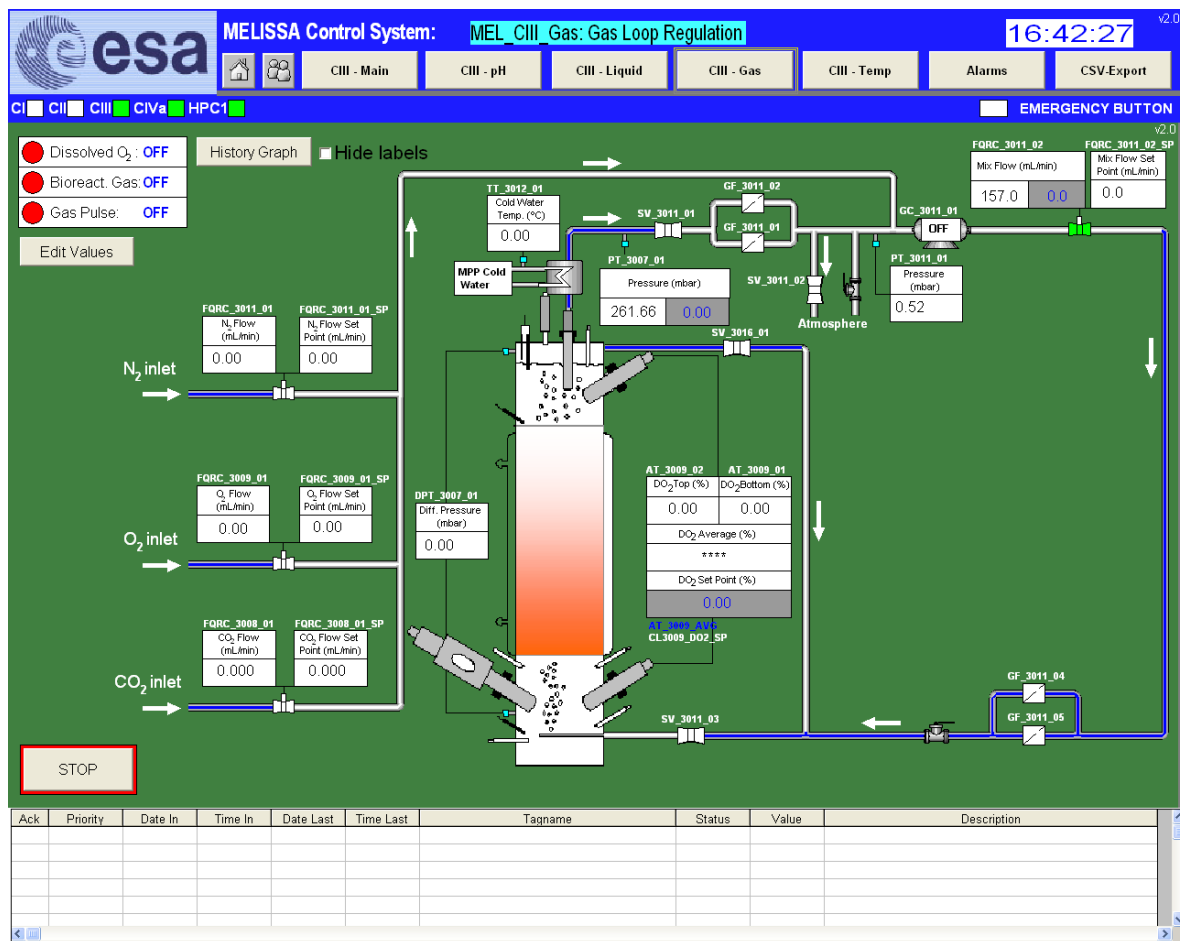 esa
MELISSA Control System:
MEL_CIII_Gas: Gas Loop Regulation
16:42:27
v2.0
CIII - Main
CIII - pH
CIII - Liquid
CIII - Gas
CIII - Temp
Alarms
CSV-Export
CI CII CIII CIVa HPC1
EMERGENCY BUTTON
v2.0
Dissolved O2 : OFF
Bioreact. Gas: OFF
Gas Pulse: OFF
History Graph
Hide labels
Edit Values
FQRC_3011_02
Mix Flow (mL/min)
157.0 0.0
FQRC_3011_02_SP
Mix Flow Set
Point (mL/min)
0.0
TT_3012_01
Cold Water
Temp. (°C)
0.00
GF_3011_02
SV_3011_01
GF_3011_01
GC_3011_01
OFF
MPP Cold
Water
PT_3007_01
Pressure (mbar)
261.66 0.00
SV_3011_02
Atmosphere
PT_3011_01
Pressure
(mbar)
0.52
FQRC_3011_01
N2 Flow
(mL/min)
0.00
FQRC_3011_01_SP
N2 Flow Set
Point (mL/min)
0.00
N2 inlet
SV_3016_01
FQRC_3009_01
O2 Flow
(mL/min)
0.00
FQRC_3009_01_SP
O2 Flow Set
Point (mL/min)
0.00
O2 inlet
DPT_3007_01
Diff. Pressure
(mbar)
0.00
AT_3009_02 AT_3009_01
DO2 Top (%) DO2 Bottom (%)
0.00 0.00
DO2 Average (%)
****
DO2 Set Point (%)
0.00
AT_3009_AVG
CL3009_DO2_SP
FQRC_3008_01
CO2 Flow
(mL/min)
0.000
FQRC_3008_01_SP
CO2 Flow Set
Point (mL/min)
0.000
CO2 inlet
GF_3011_04
GF_3011_05
SV_3011_03
STOP
Ack Priority Date In Time In Date Last Time Last Tagname Status Value Description